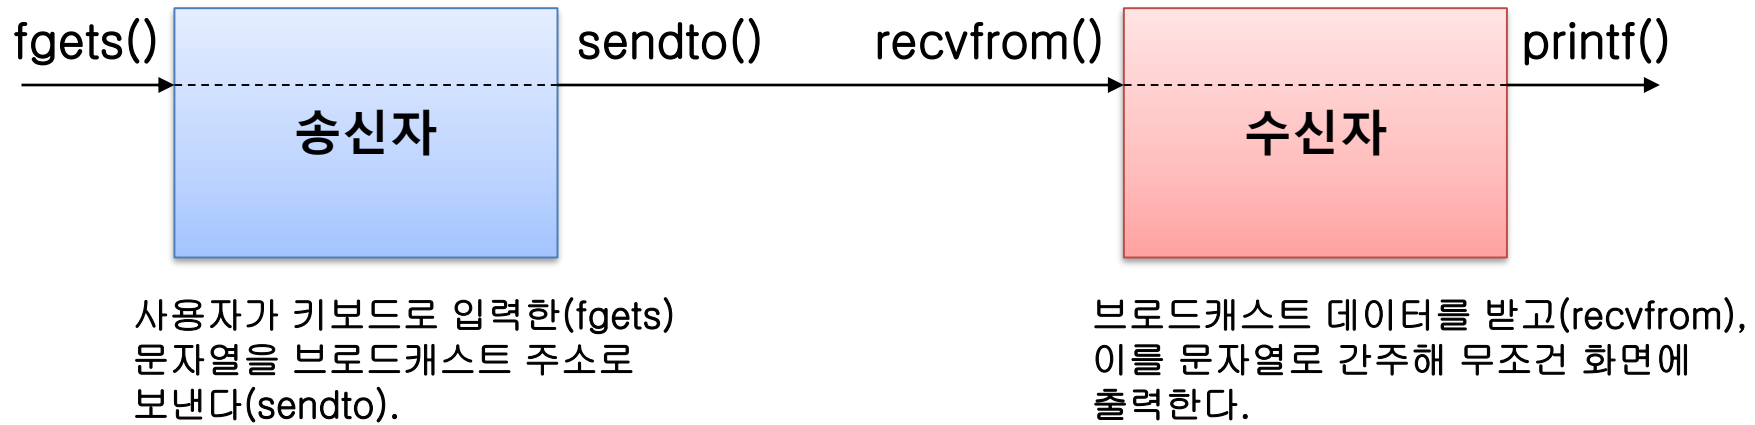 fgets()
sendto()
recvfrom()
printf()
송신자
수신자
사용자가 키보드로 입력한(fgets)
문자열을 브로드캐스트 주소로
보낸다(sendto).
브로드캐스트 데이터를 받고(recvfrom),
이를 문자열로 간주해 무조건 화면에
출력한다.